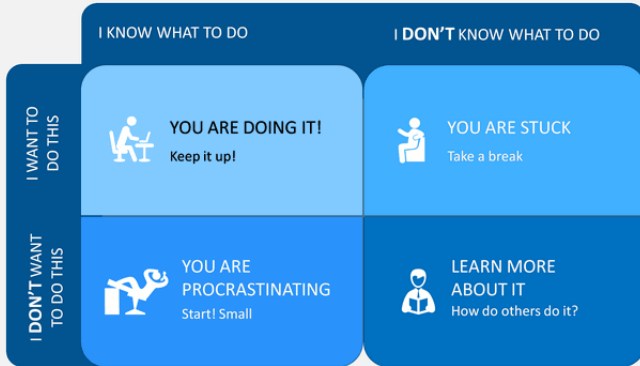 I KNOW WHAT TO DO
I DON'T KNOW WHAT TO DO
I WANT TO
DO THIS
YOU ARE DOING IT!
Keep it up!
YOU ARE STUCK
Take a break
I DON'T WANT
TO DO THIS
YOU ARE
PROCRASTINATING
Start! Small
LEARN MORE
ABOUT IT
How do others do it?